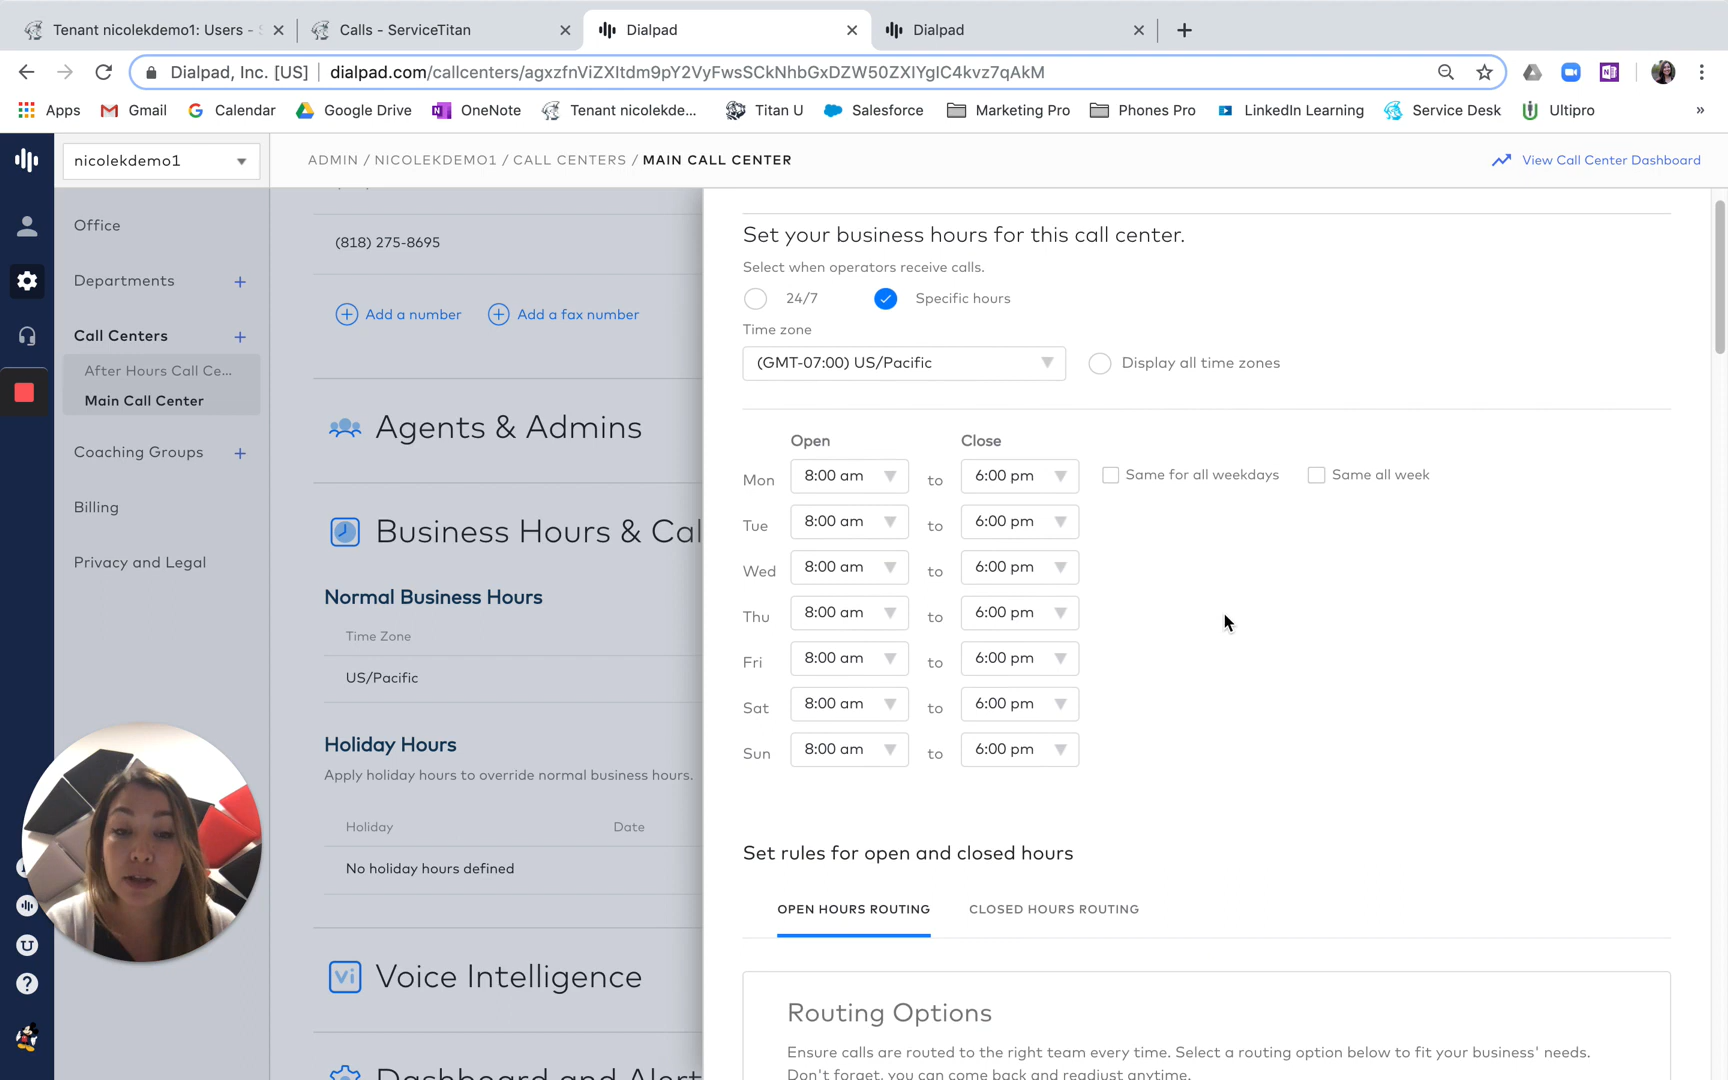 Tenant nicolekdemo1: Users -
Calls - ServiceTitan
Dialpad
Dialpad
Dialpad, Inc. [US]
dialpad.com/callcenters/agxzfnViZXItdm9pY2VyFwsSCkNhbGxDZW50ZXIYgIC4kvz7qAkM
Apps
Gmail
Calendar
Google Drive
OneNote
Tenant nicolekde...
Titan U
Salesforce
Marketing Pro
Phones Pro
LinkedIn Learning
Service Desk
Ultipro
»
nicolekdemo1
ADMIN / NICOLEKDEMO1 / CALL CENTERS / MAIN CALL CENTER
View Call Center Dashboard
Office
Departments
Call Centers
After Hours Call Ce...
Main Call Center
Coaching Groups
Billing
Privacy and Legal
(818) 275-8695
Add a number
Add a fax number
Agents & Admins
Business Hours & Cal
Normal Business Hours
Time Zone
US/Pacific
Holiday Hours
Apply holiday hours to override normal business hours.
Holiday
Date
No holiday hours defined
Vi
Voice Intelligence
Dashboard and Alert
Set your business hours for this call center.
Select when operators receive calls.
24/7
Specific hours
Time zone
(GMT-07:00) US/Pacific
Display all time zones
Open
Close
Mon 8:00 am to 6:00 pm
Same for all weekdays
Same all week
Tue 8:00 am to 6:00 pm
Wed 8:00 am to 6:00 pm
Thu 8:00 am to 6:00 pm
Fri 8:00 am to 6:00 pm
Sat 8:00 am to 6:00 pm
Sun 8:00 am to 6:00 pm
Set rules for open and closed hours
OPEN HOURS ROUTING
CLOSED HOURS ROUTING
Routing Options
Ensure calls are routed to the right team every time. Select a routing option below to fit your business' needs.
Don't forget, you can come back and readjust anytime.